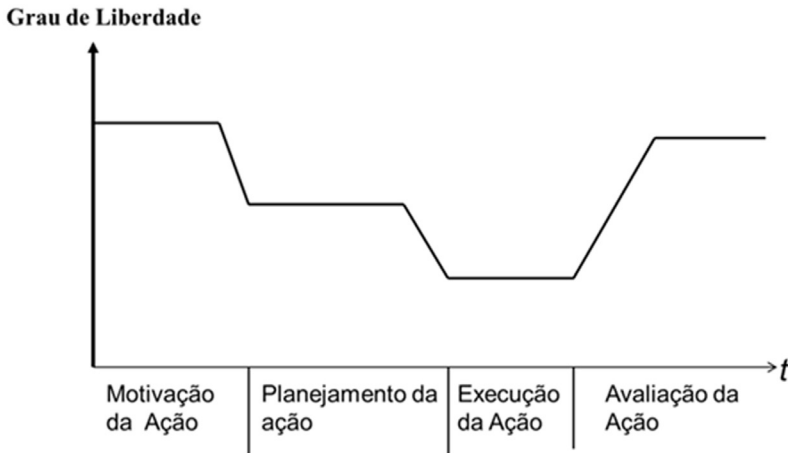 Grau de Liberdade
t
Motivação
da Ação
Planejamento da
ação
Execução
da Ação
Avaliação da
Ação